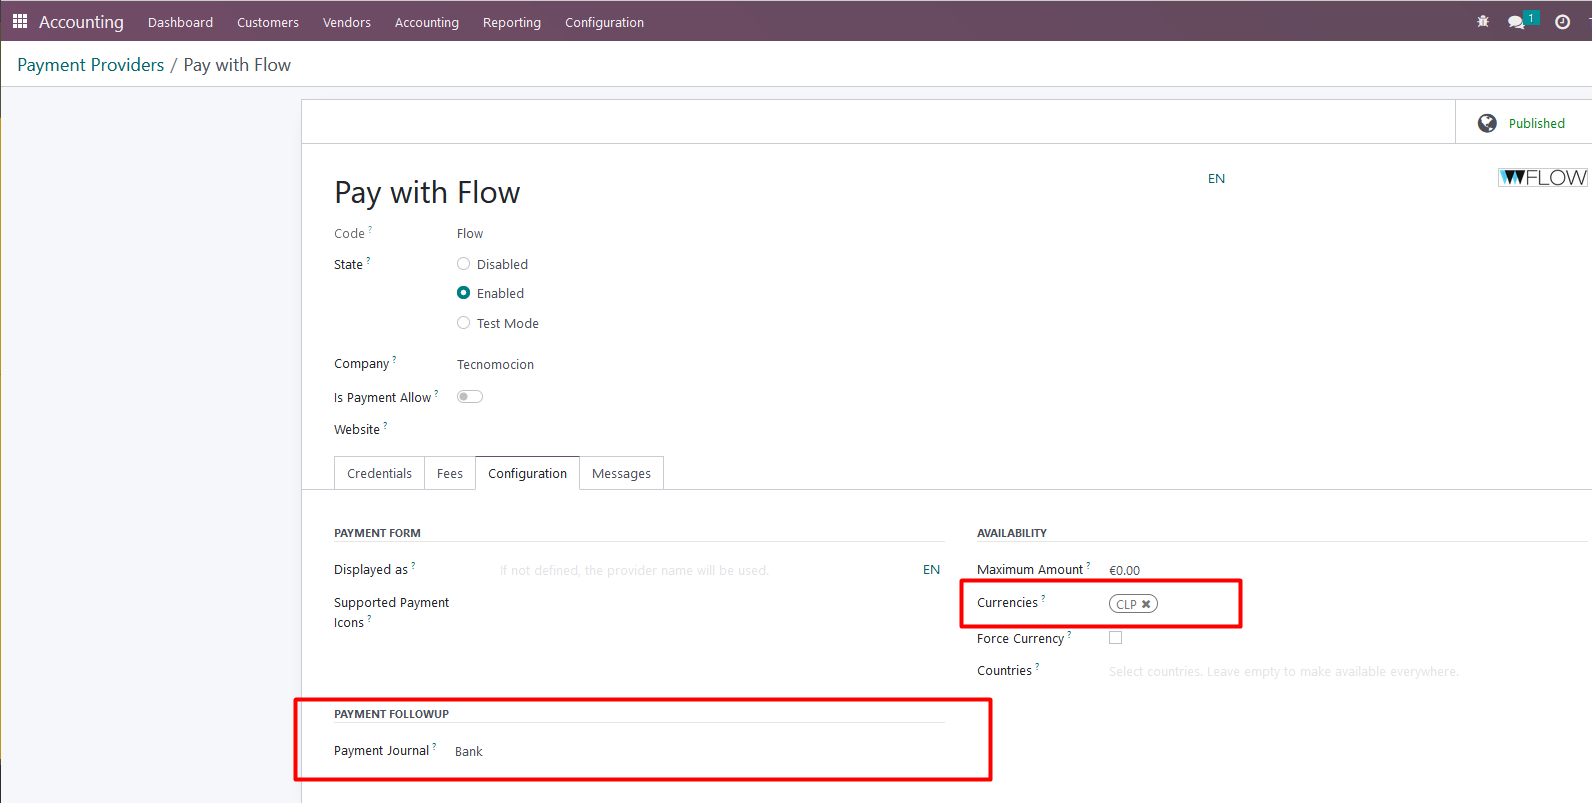 Accounting Dashboard Customers Vendors Accounting Reporting Configuration 1
Payment Providers / Pay with Flow
Published
Pay with Flow EN FLOW
Code ? Flow
State ? Disabled
Enabled
Test Mode
Company ? Tecnomocion
Is Payment Allow ?
Website ?
Credentials Fees Configuration Messages
PAYMENT FORM
Displayed as ? If not defined, the provider name will be used. EN
Supported Payment
Icons ?
AVAILABILITY
Maximum Amount ? €0.00
Currencies ? CLP ✖
Force Currency ?
Countries ? Select countries. Leave empty to make available everywhere.
PAYMENT FOLLOWUP
Payment Journal ? Bank